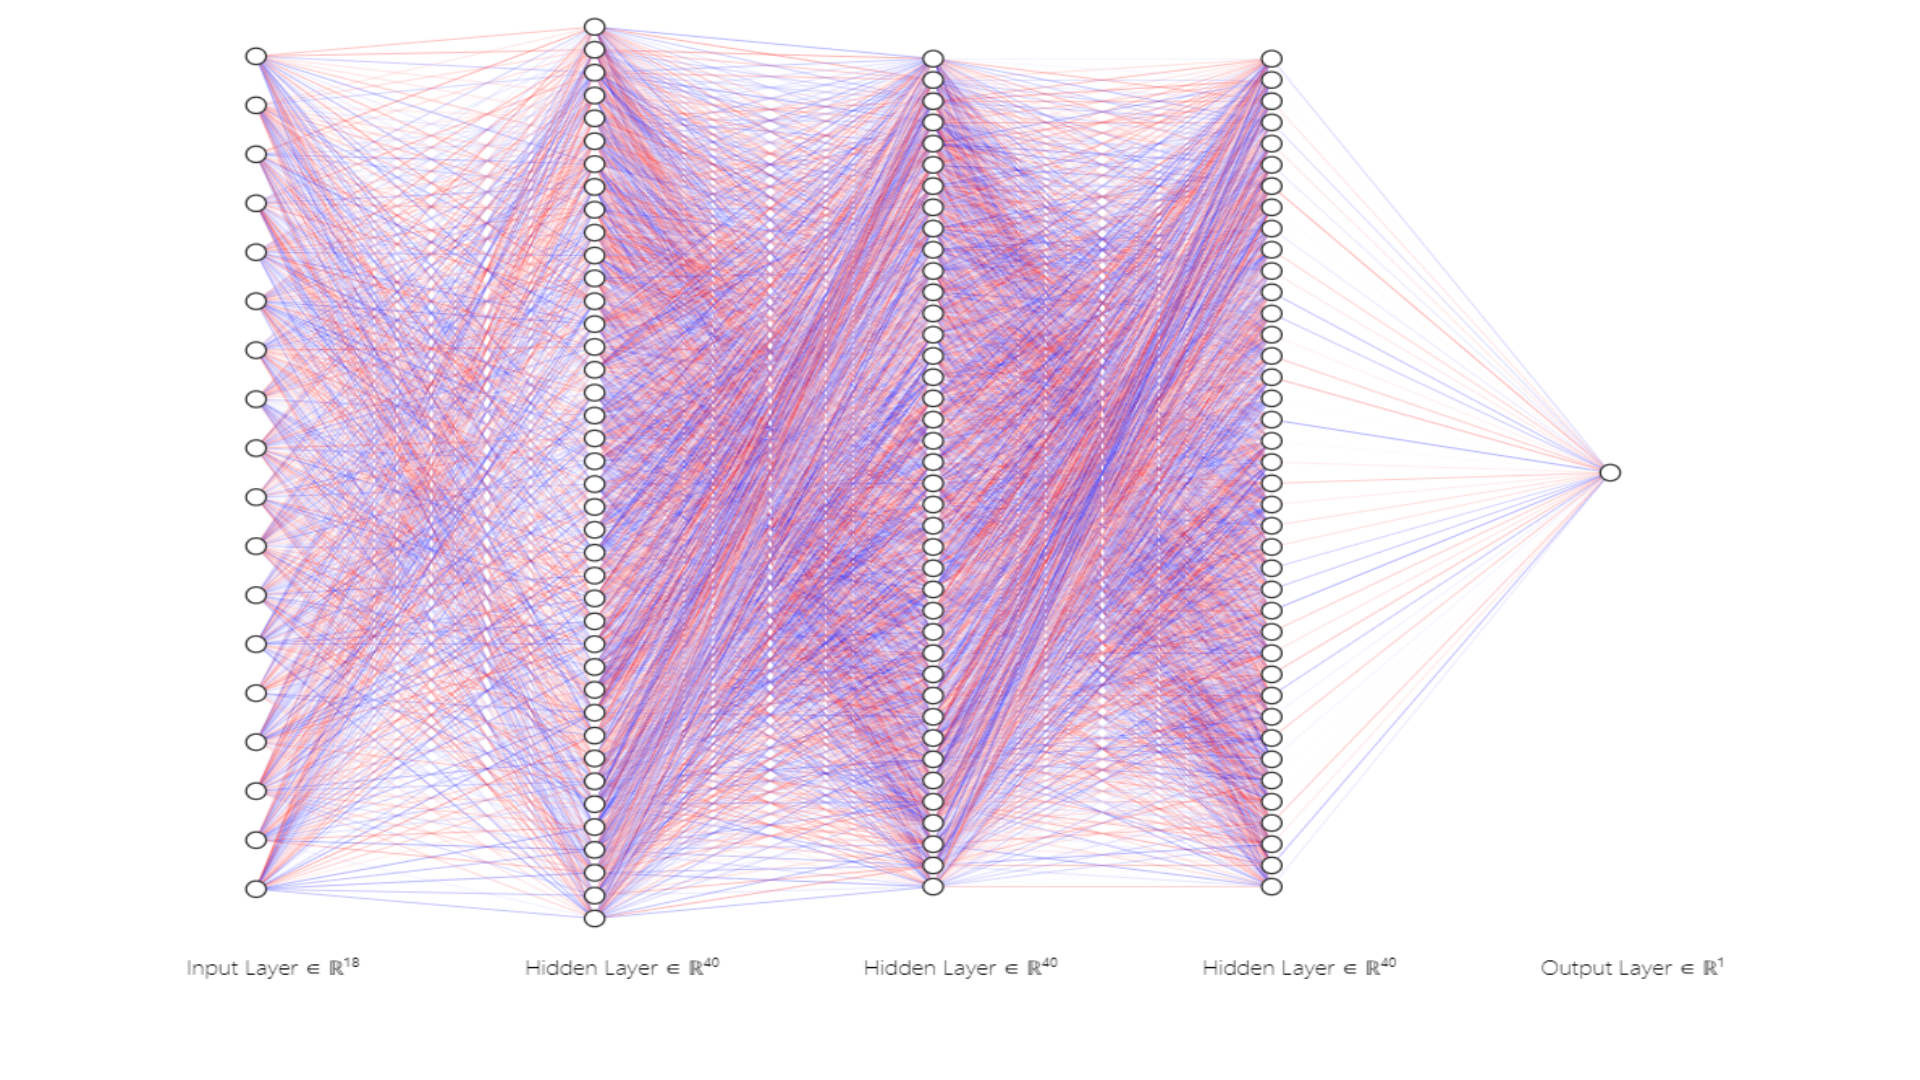 Input Layer ∈ ℝ¹⁸
Hidden Layer ∈ ℝ⁴⁰
Hidden Layer ∈ ℝ⁴⁰
Hidden Layer ∈ ℝ⁴⁰
Output Layer ∈ ℝ¹